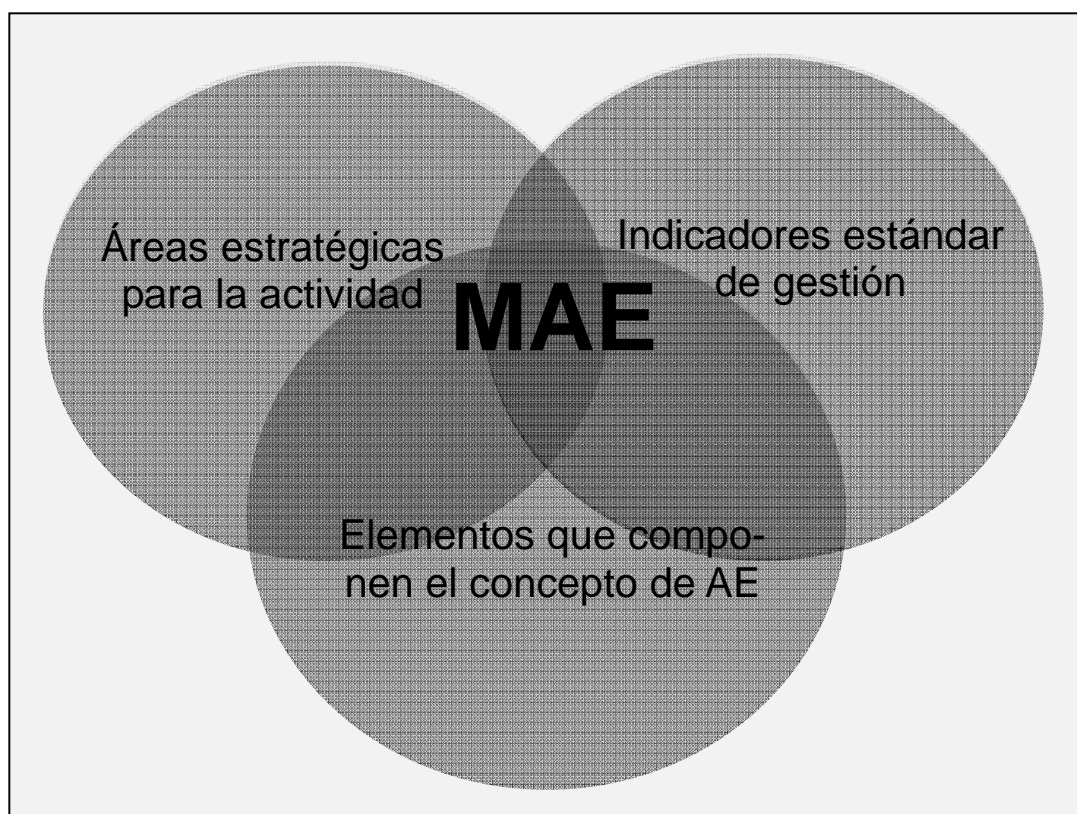 Áreas estratégicas
para la actividad
Indicadores estándar
de gestión
MAE
Elementos que compo-
nen el concepto de AE